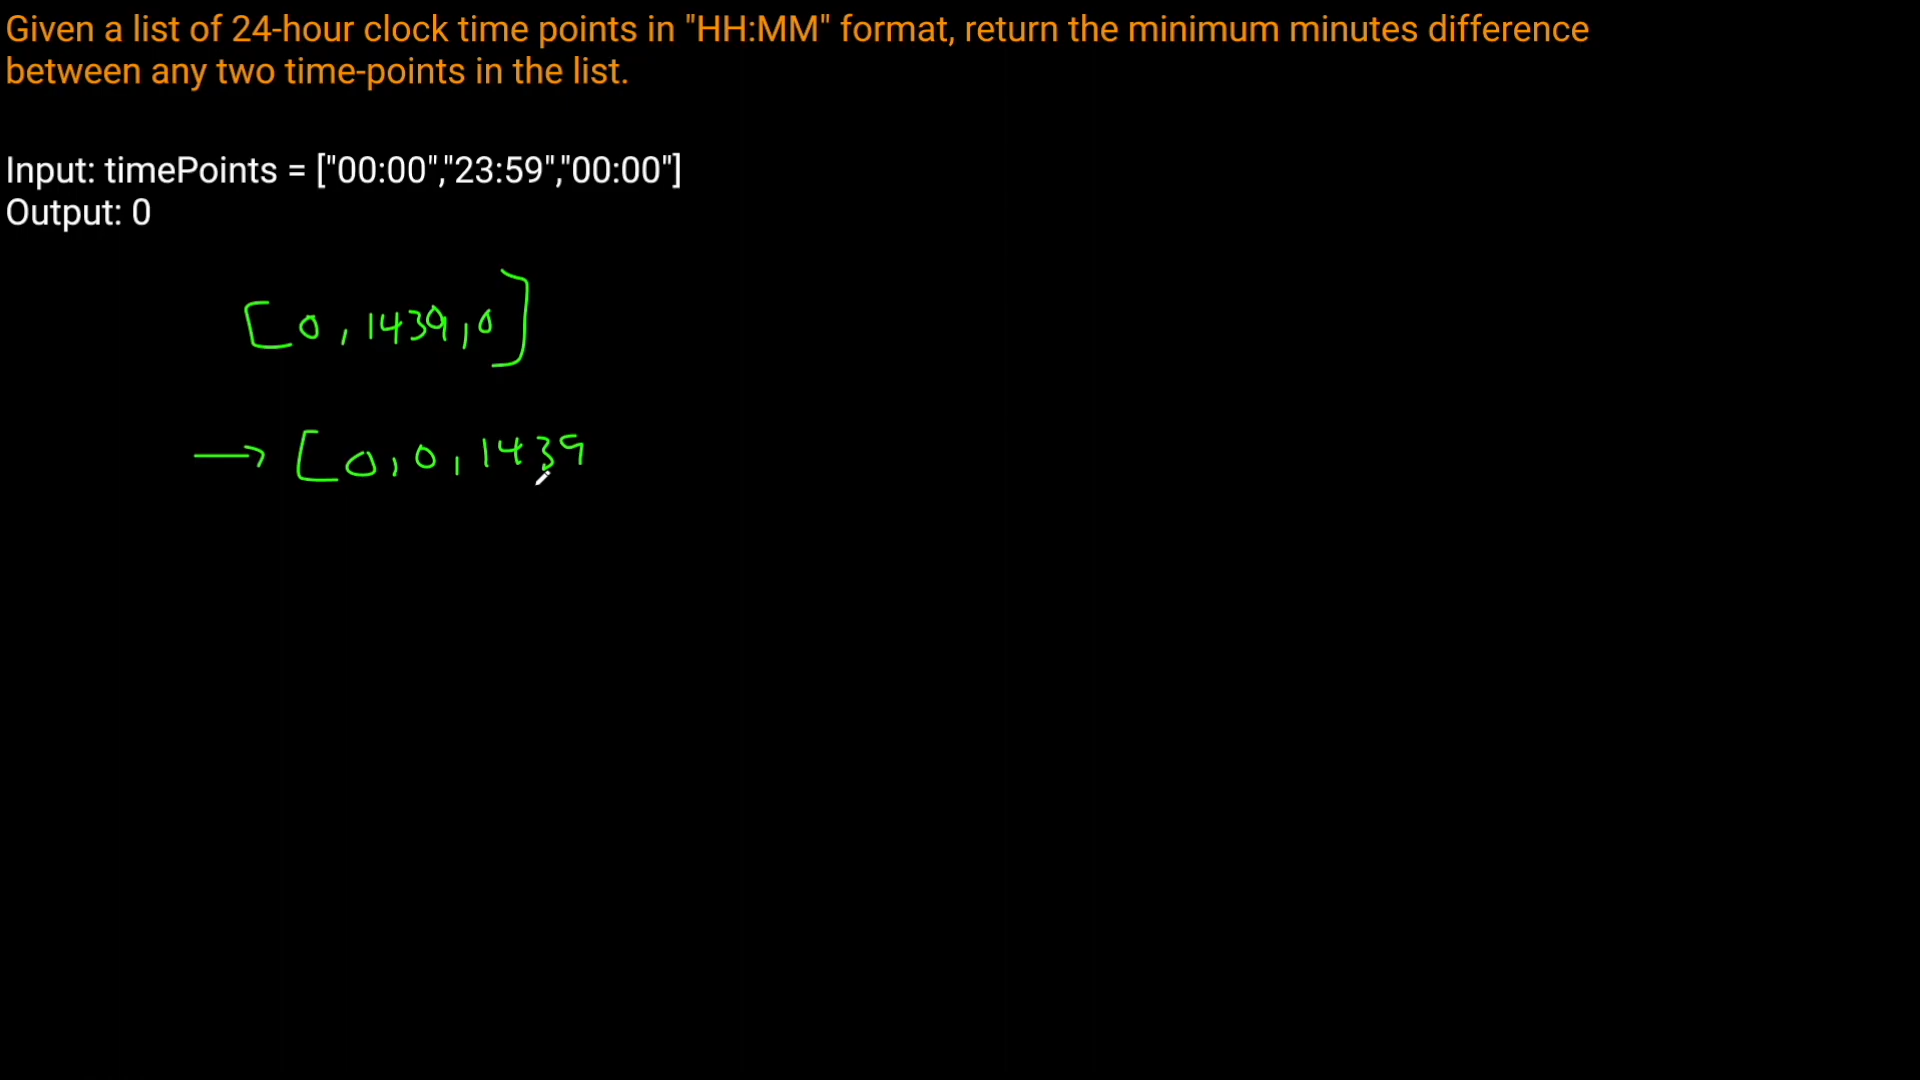 Given a list of 24-hour clock time points in "HH:MM" format, return the minimum minutes difference
between any two time-points in the list.
Input: timePoints = ["00:00","23:59","00:00"]
Output: 0
[0, 1439, 0]
→ [0, 0, 1439